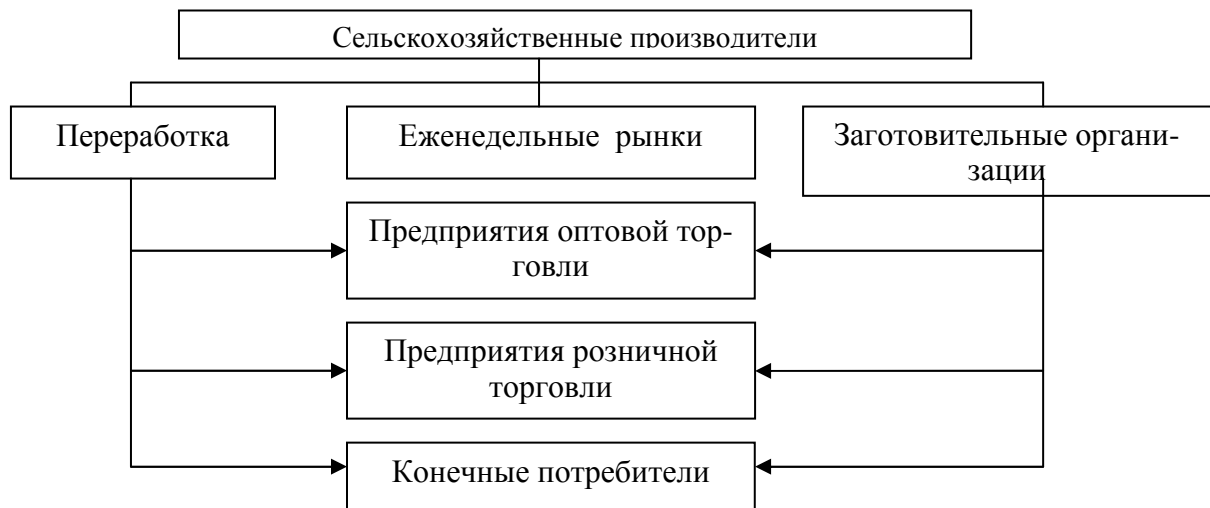 Сельскохозяйственные производители
Переработка
Еженедельные рынки
Заготовительные органи-
зации
Предприятия оптовой тор-
говли
Предприятия розничной
торговли
Конечные потребители